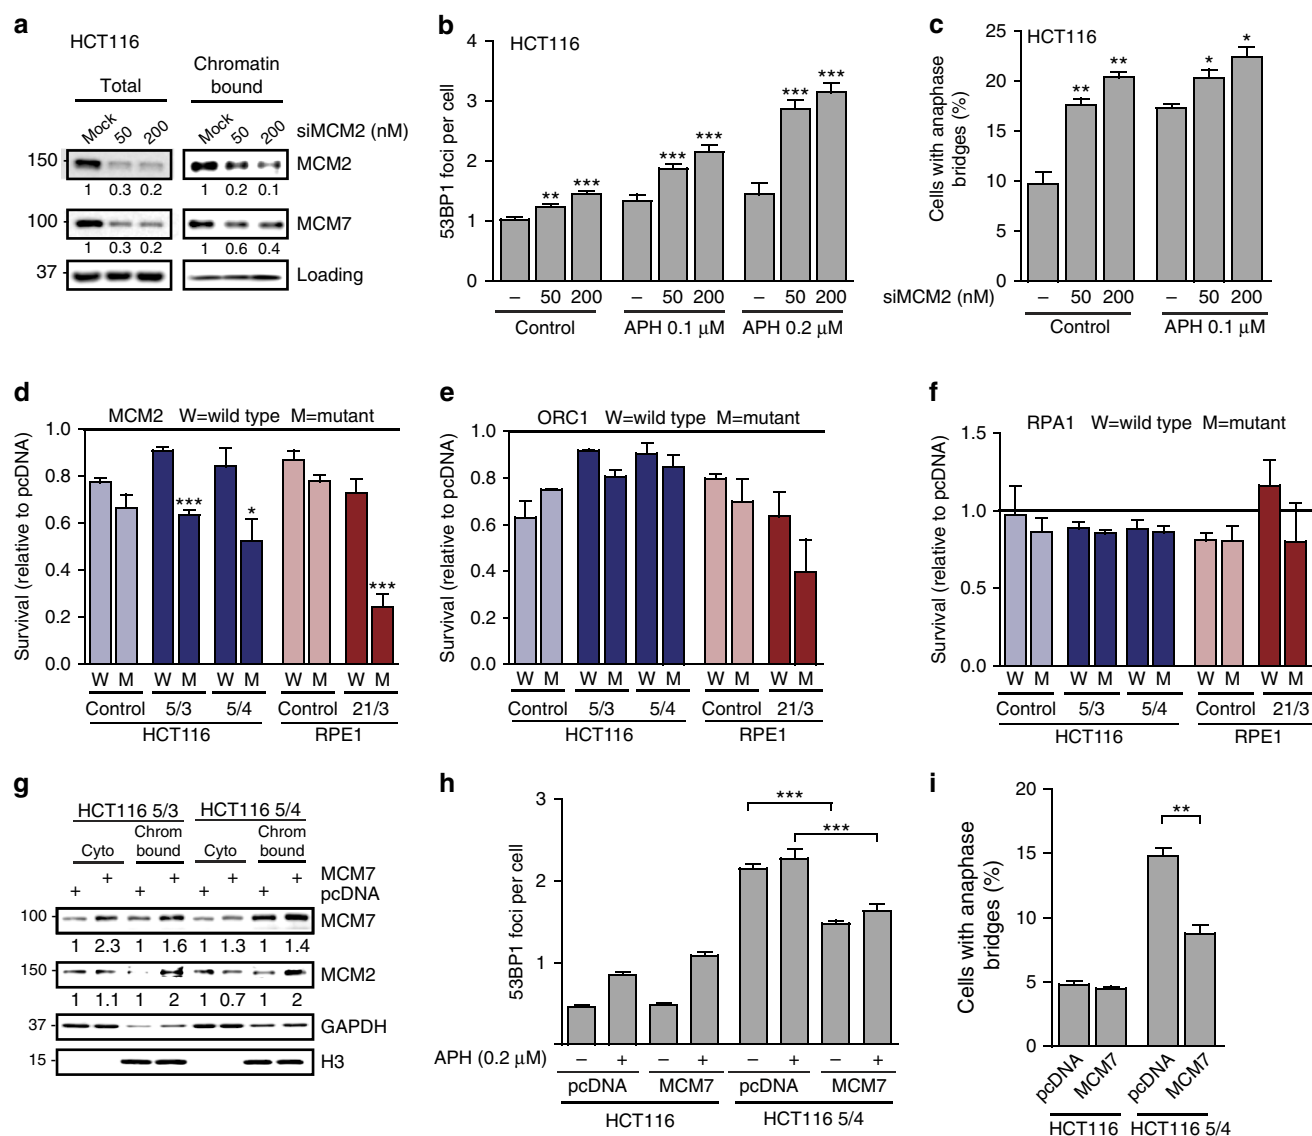 a
HCT116
Total
Chromatin
bound
Mock 50 200 Mock 50 200 siMCM2 (nM)
150 MCM2
1 0.3 0.2 1 0.2 0.1
100 MCM7
1 0.3 0.2 1 0.6 0.4
37 Loading
b
HCT116
53BP1 foci per cell
4
3
2
1
0
** *** *** *** *** ***
– 50 200 – 50 200 – 50 200
Control APH 0.1 μM APH 0.2 μM
c
HCT116
Cells with anaphase
bridges (%)
25
20
15
10
5
0
** ** * *
siMCM2 (nM) – 50 200 – 50 200
Control APH 0.1 μM
d
MCM2 W=wild type M=mutant
Survival (relative to pcDNA)
1.0
0.8
0.6
0.4
0.2
0.0
*** * ***
W M W M W M W M W M
Control 5/3 5/4 Control 21/3
HCT116 RPE1
e
ORC1 W=wild type M=mutant
Survival (relative to pcDNA)
1.0
0.8
0.6
0.4
0.2
0.0
W M W M W M W M W M
Control 5/3 5/4 Control 21/3
HCT116 RPE1
f
RPA1 W=wild type M=mutant
Survival (relative to pcDNA)
1.5
1.0
0.5
0.0
W M W M W M W M W M
Control 5/3 5/4 Control 21/3
HCT116 RPE1
g
HCT116 5/3 HCT116 5/4
Cyto Chrom bound Cyto Chrom bound
+ + + + MCM7
+ + + + pcDNA
100 MCM7
1 2.3 1 1.6 1 1.3 1 1.4
150 MCM2
1 1.1 1 2 1 0.7 1 2
37 GAPDH
15 H3
h
53BP1 foci per cell
3
2
1
***
***
APH (0.2 μM) – + – + – + – +
pcDNA MCM7 pcDNA MCM7
HCT116 HCT116 5/4
i
Cells with anaphase
bridges (%)
20
15
10
5
0
**
pcDNA MCM7 pcDNA MCM7
HCT116 HCT116 5/4